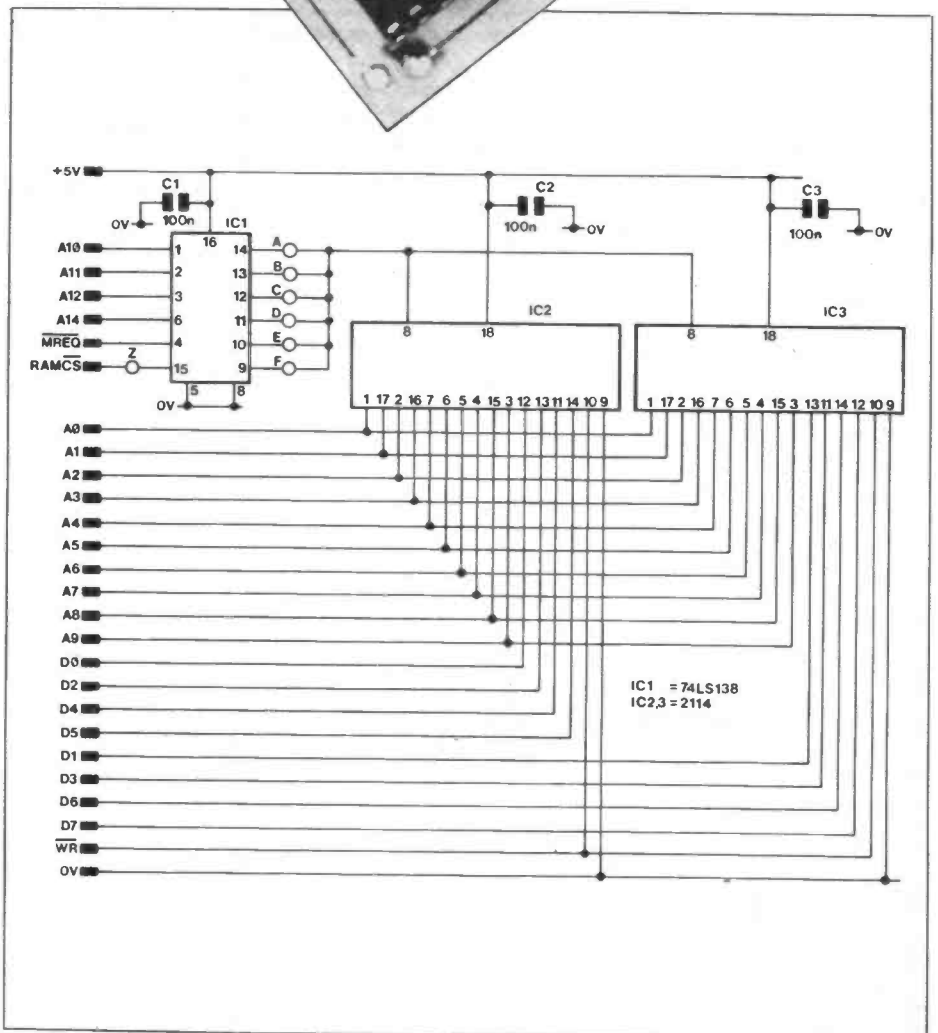 +5V
C1
0V
100n
IC1
C2
100n
0V
C3
100n
0V
A10
A11
A12
A14
MREQ
RAMCS
Z
1
2
3
6
4
15
16
14
13
12
11
10
9
5
8
0V
A
B
C
D
E
F
8
18
IC2
8
18
IC3
1 17 2 16 7 6 5 4 15 3 12 13 11 14 10 9
1 17 2 16 7 6 5 4 15 3 13 11 14 12 10 9
A0
A1
A2
A3
A4
A5
A6
A7
A8
A9
D0
D2
D4
D5
D1
D3
D6
D7
WR
0V
IC1 = 74LS138
IC2,3 = 2114